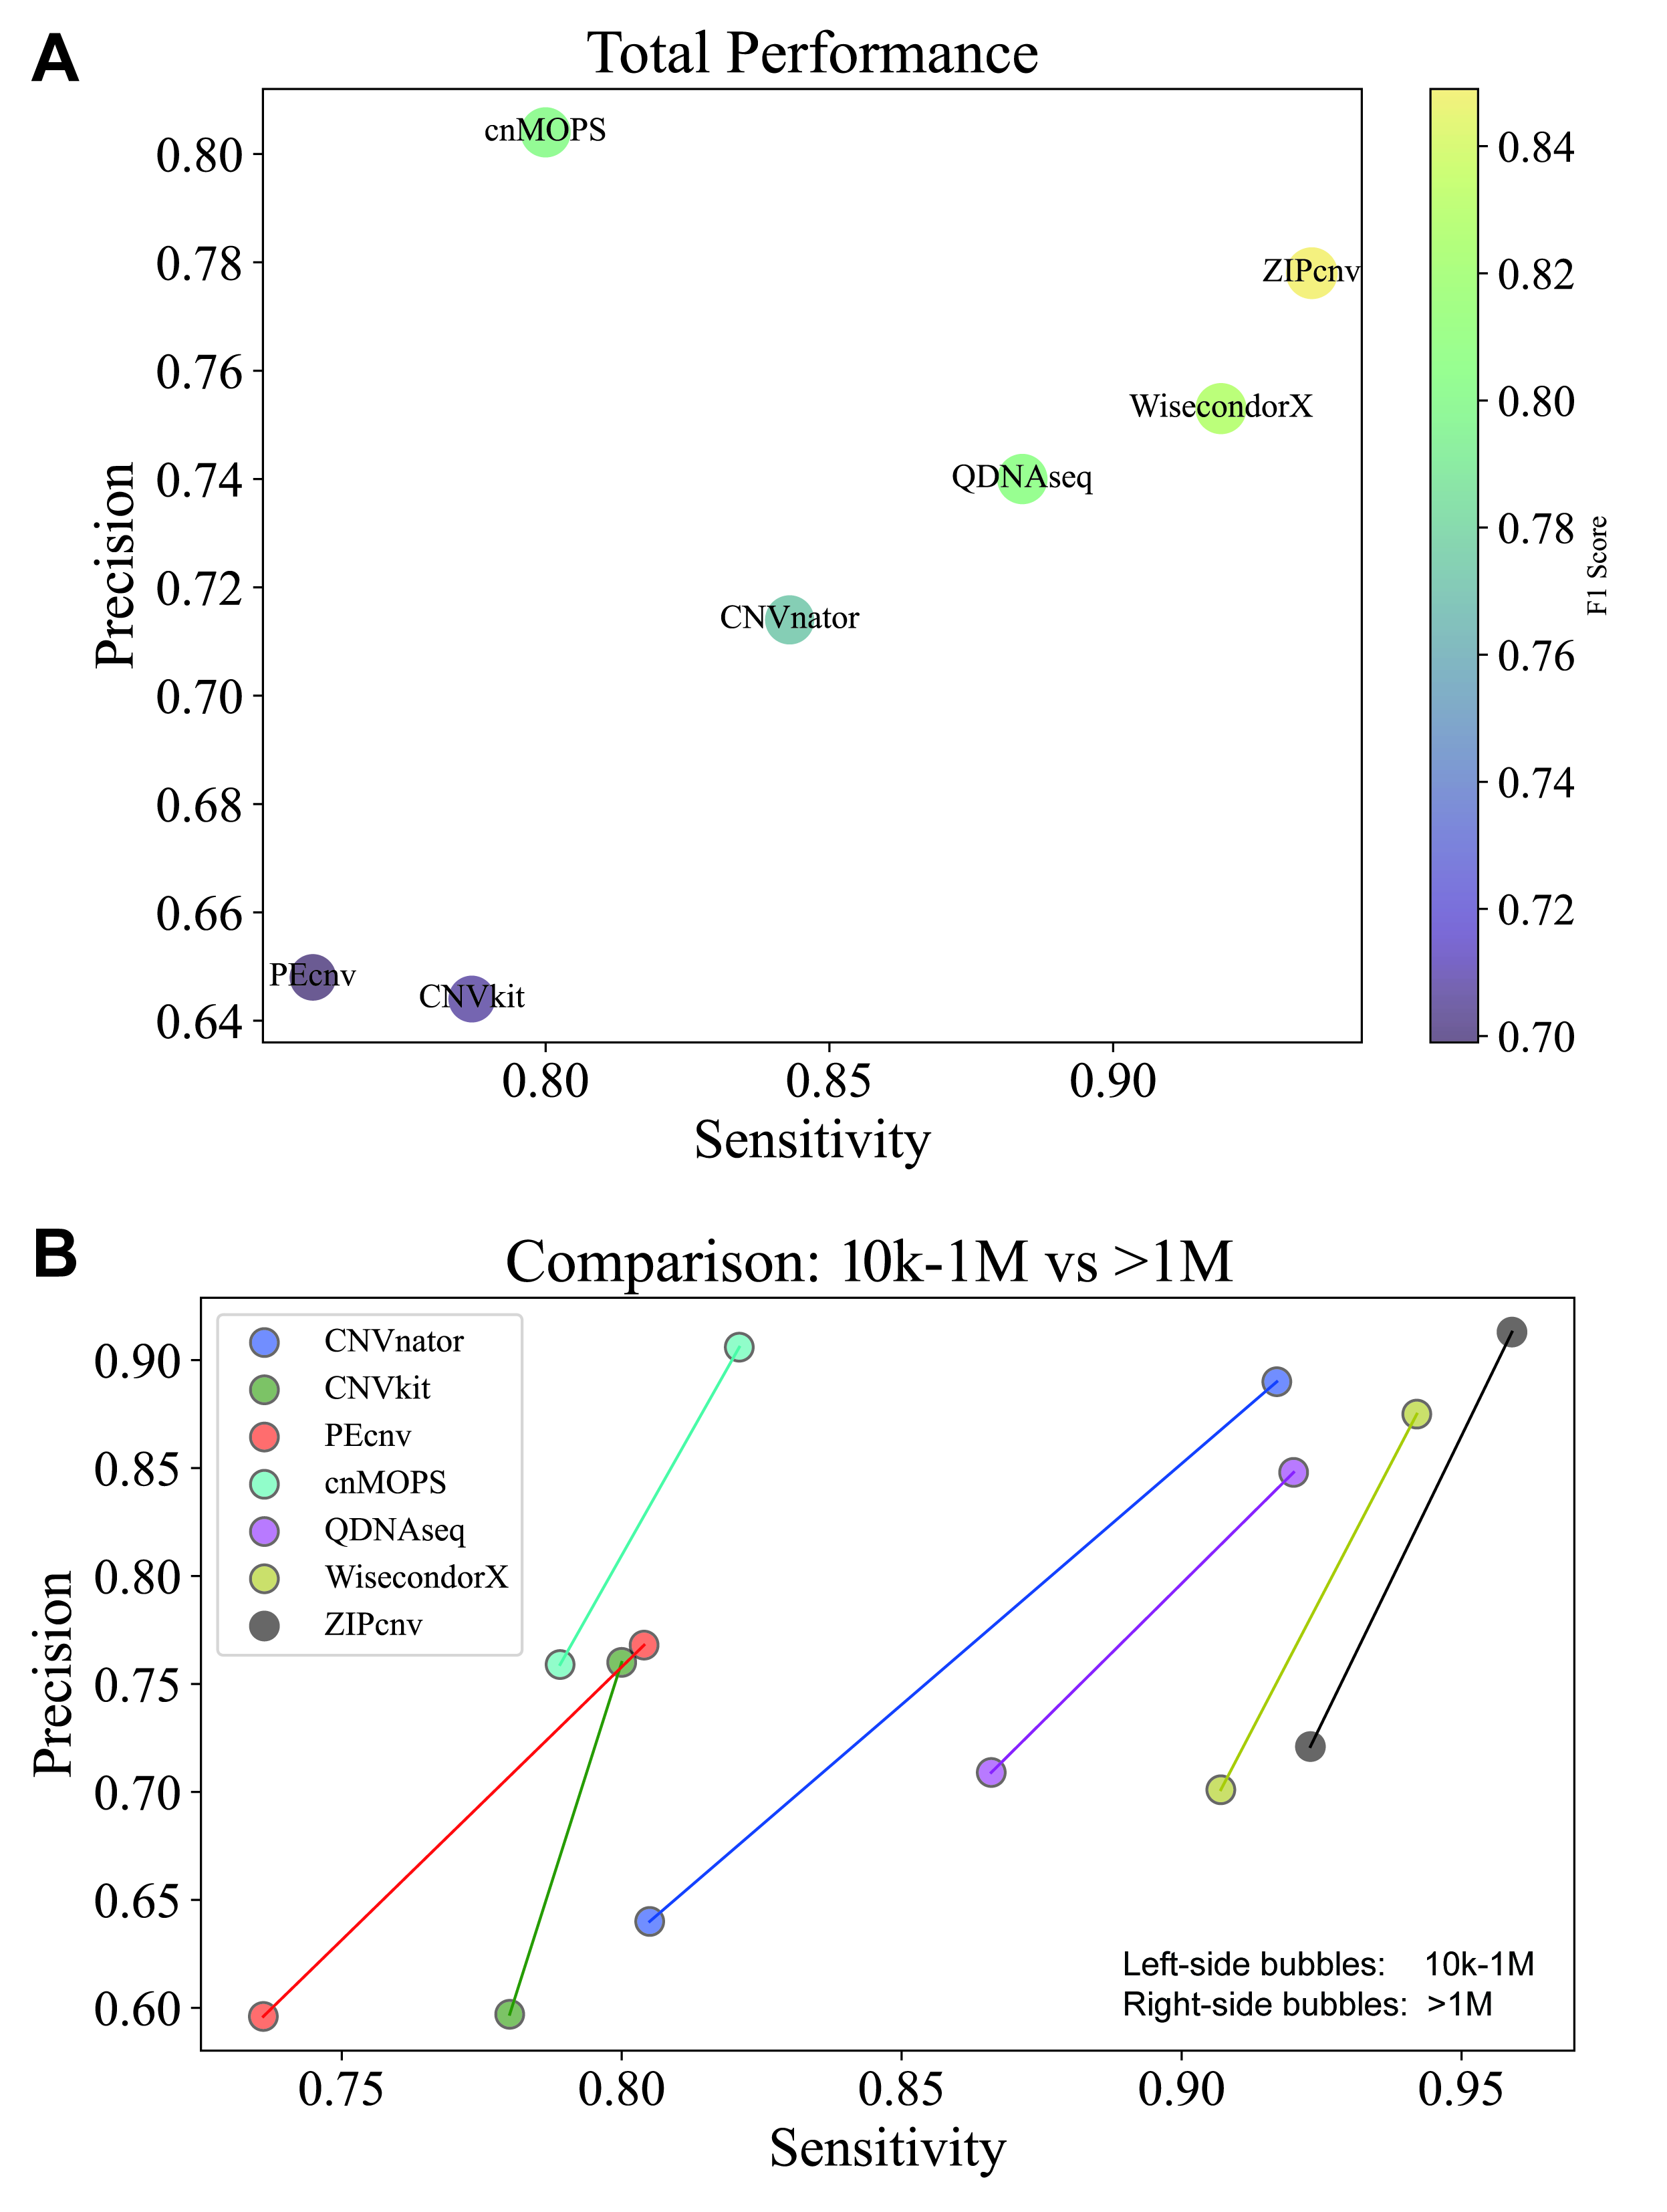 A
Total Performance
cnMOPS
ZIPcnv
WisecondorX
QDNAseq
CNVnator
PEcnv
CNVkit
0.80
0.78
0.76
0.74
0.72
0.70
0.68
0.66
0.64
Precision
0.80 0.85 0.90
Sensitivity
0.84
0.82
0.80
0.78
0.76
0.74
0.72
0.70
F1 Score
B
Comparison: 10k-1M vs >1M
CNVnator
CNVkit
PEcnv
cnMOPS
QDNAseq
WisecondorX
ZIPcnv
0.90
0.85
0.80
0.75
0.70
0.65
0.60
Precision
Left-side bubbles: 10k-1M
Right-side bubbles: >1M
0.75 0.80 0.85 0.90 0.95
Sensitivity